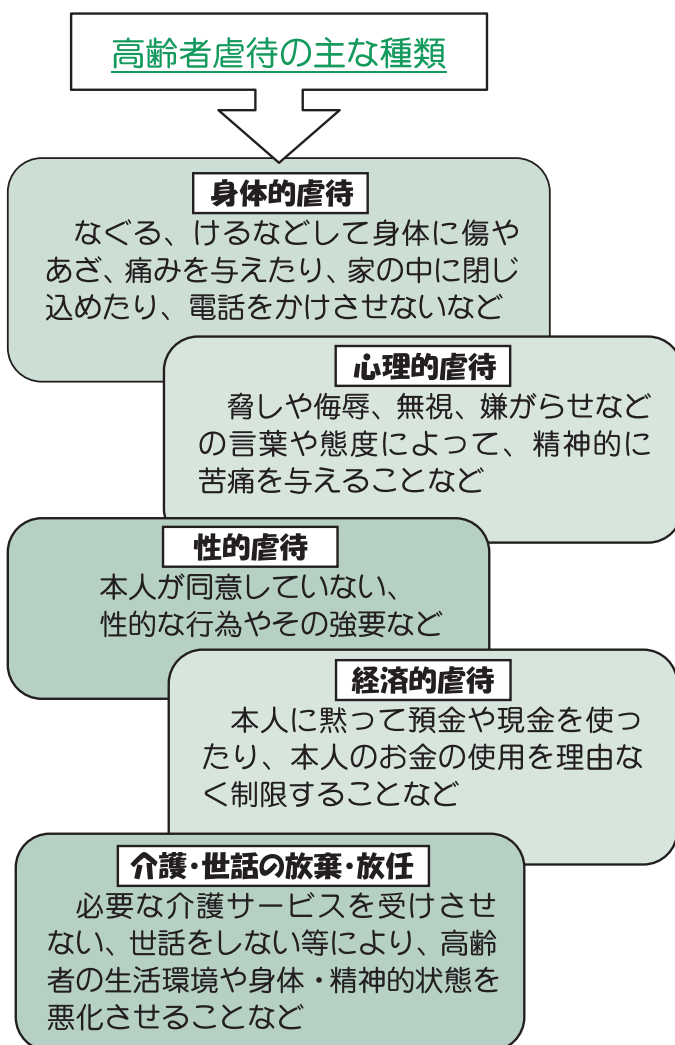 高齢者虐待の主な種類
身体的虐待
なぐる、けるなどして身体に傷や
あざ、痛みを与えたり、家の中に閉じ
込めたり、電話をかけさせないなど
心理的虐待
脅しや侮辱、無視、嫌がらせなど
の言葉や態度によって、精神的に
苦痛を与えることなど
性的虐待
本人が同意していない、
性的な行為やその強要など
経済的虐待
本人に黙って預金や現金を使っ
たり、本人のお金の使用を理由な
く制限することなど
介護・世話の放棄・放任
必要な介護サービスを受けさせ
ない、世話をしない等により、高齢
者の生活環境や身体・精神的状態を
悪化させることなど